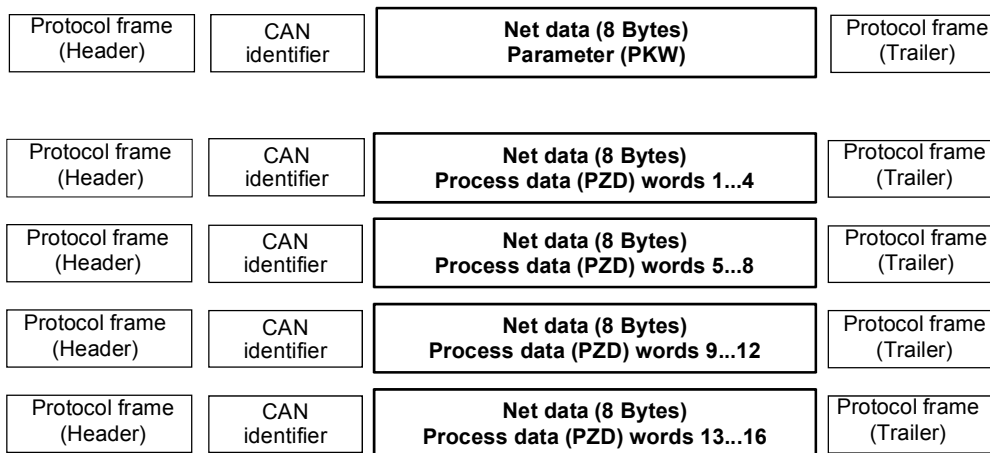 Protocol frame
(Header)
CAN
identifier
Net data (8 Bytes)
Parameter (PKW)
Protocol frame
(Trailer)
Protocol frame
(Header)
CAN
identifier
Net data (8 Bytes)
Process data (PZD) words 1...4
Protocol frame
(Trailer)
Protocol frame
(Header)
CAN
identifier
Net data (8 Bytes)
Process data (PZD) words 5...8
Protocol frame
(Trailer)
Protocol frame
(Header)
CAN
identifier
Net data (8 Bytes)
Process data (PZD) words 9...12
Protocol frame
(Trailer)
Protocol frame
(Header)
CAN
identifier
Net data (8 Bytes)
Process data (PZD) words 13...16
Protocol frame
(Trailer)